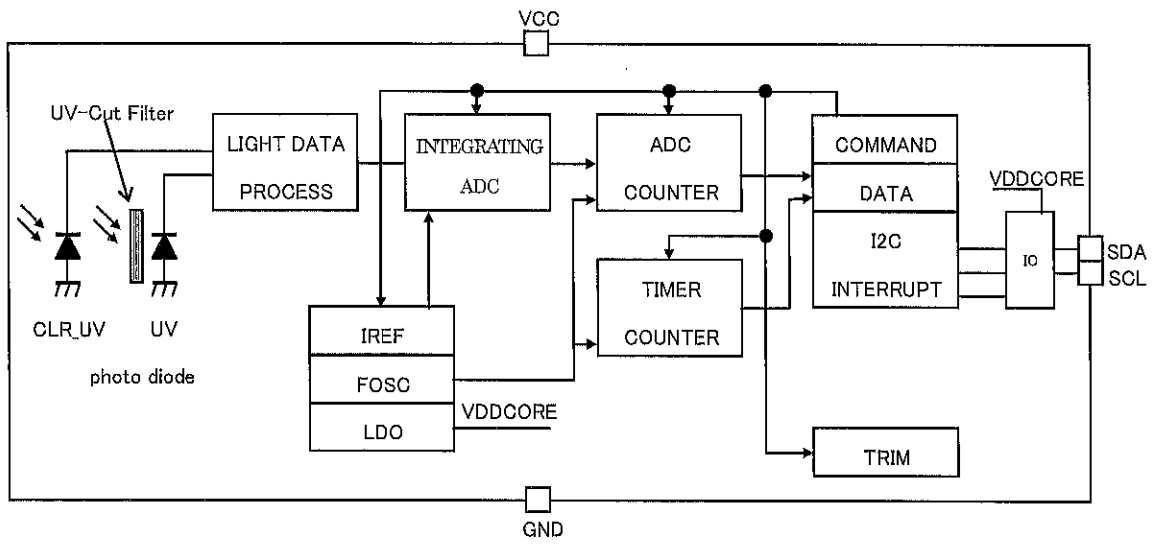 VCC
UV-Cut Filter
LIGHT DATA
PROCESS
INTEGRATING
ADC
ADC
COUNTER
COMMAND
DATA
I2C
INTERRUPT
VDDCORE
IO
SDA
SCL
TIMER
COUNTER
CLR_UV
UV
photo diode
IREF
FOSC
LDO
VDDCORE
TRIM
GND